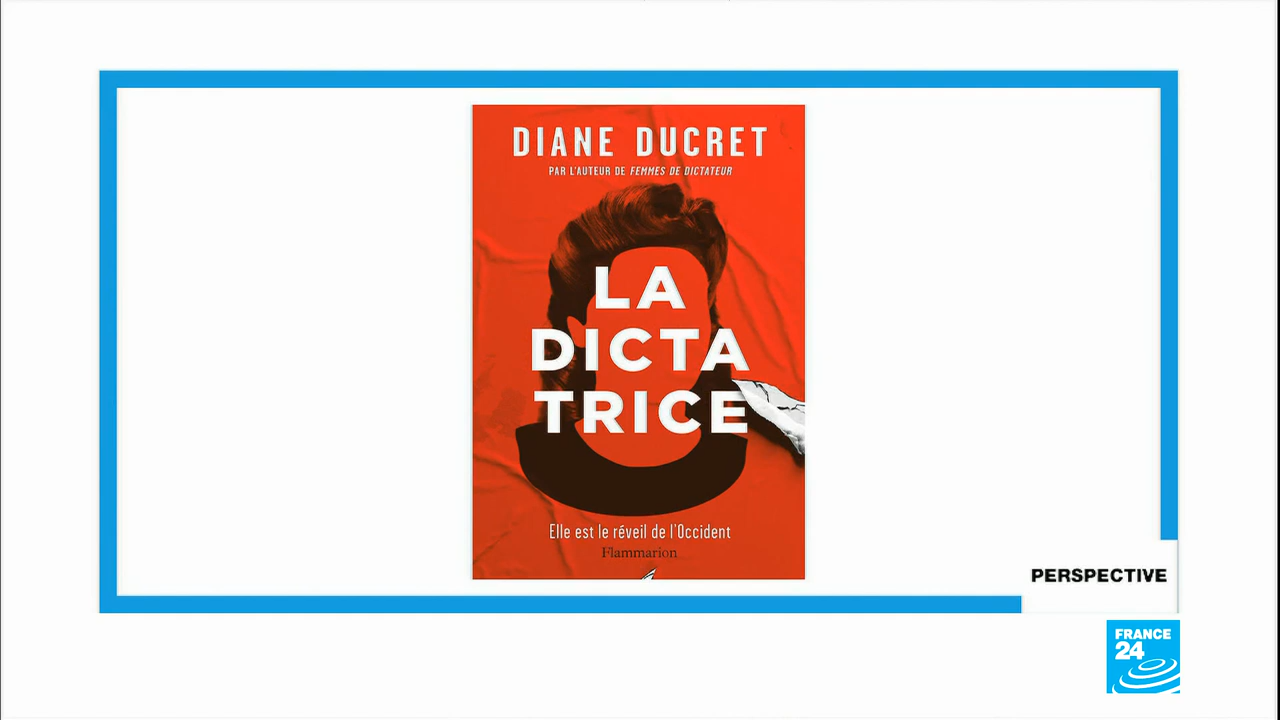 DIANE DUCRET
PAR L'AUTEUR DE FEMMES DE DICTATEUR
LA
DICTA
TRICE
Elle est le réveil de l'Occident
Flammarion
PERSPECTIVE
FRANCE
24